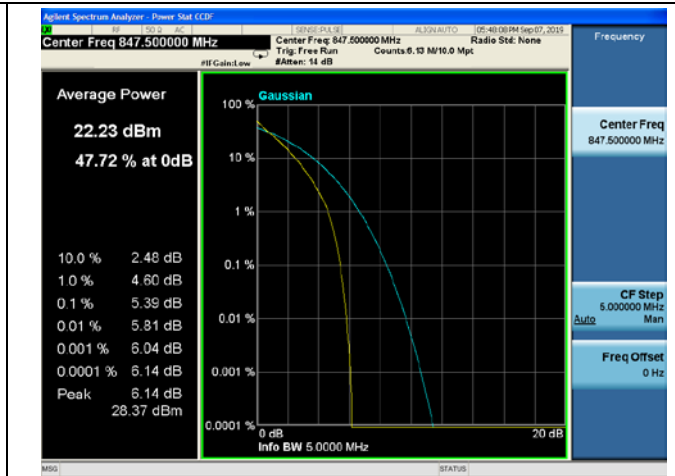 Agilent Spectrum Analyzer - Power Stat CCDF
RF 50 Ω AC SENSE:PULSE ALIGN AUTO 05:48:08 PM Sep 07, 2019
Center Freq 847.500000 MHz
Center Freq: 847.500000 MHz Radio Std: None
Trig: Free Run Counts:6.13 M/10.0 Mpt
#IFGain:Low #Atten: 14 dB
Frequency
Average Power
22.23 dBm
47.72 % at 0dB
10.0 % 2.48 dB
1.0 % 4.60 dB
0.1 % 5.39 dB
0.01 % 5.81 dB
0.001 % 6.04 dB
0.0001 % 6.14 dB
Peak 6.14 dB
28.37 dBm
Gaussian
100 %
10 %
1 %
0.1 %
0.01 %
0.001 %
0.0001 %
0 dB 20 dB
Info BW 5.0000 MHz
Center Freq
847.500000 MHz
CF Step
5.000000 MHz
Auto Man
Freq Offset
0 Hz
MSG STATUS